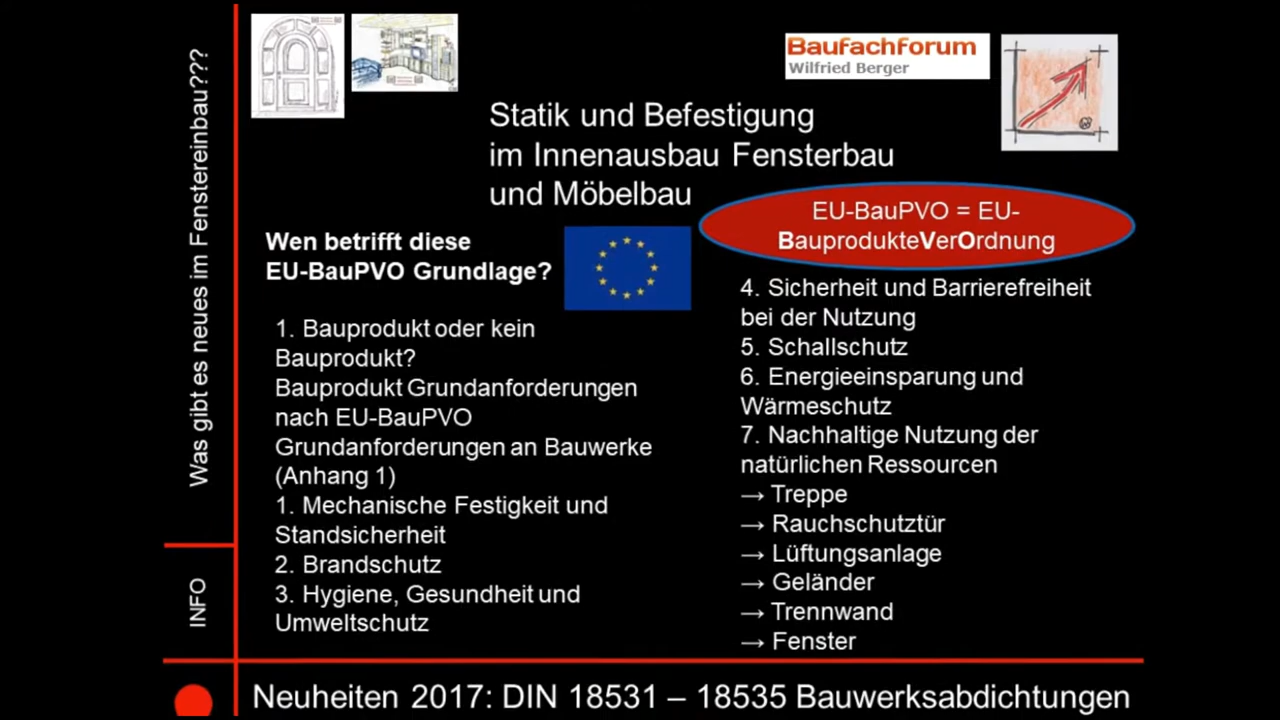 Was gibt es neues im Fenstereinbau???
INFO
Baufachforum
Wilfried Berger
Statik und Befestigung
im Innenausbau Fensterbau
und Möbelbau
EU-BauPVO = EU-
BauprodukteVerOrdnung
Wen betrifft diese
EU-BauPVO Grundlage?
1. Bauprodukt oder kein
Bauprodukt?
Bauprodukt Grundanforderungen
nach EU-BauPVO
Grundanforderungen an Bauwerke
(Anhang 1)
1. Mechanische Festigkeit und
Standsicherheit
2. Brandschutz
3. Hygiene, Gesundheit und
Umweltschutz
4. Sicherheit und Barrierefreiheit
bei der Nutzung
5. Schallschutz
6. Energieeinsparung und
Wärmeschutz
7. Nachhaltige Nutzung der
natürlichen Ressourcen
→ Treppe
→ Rauchschutztür
→ Lüftungsanlage
→ Geländer
→ Trennwand
→ Fenster
Neuheiten 2017: DIN 18531 – 18535 Bauwerksabdichtungen